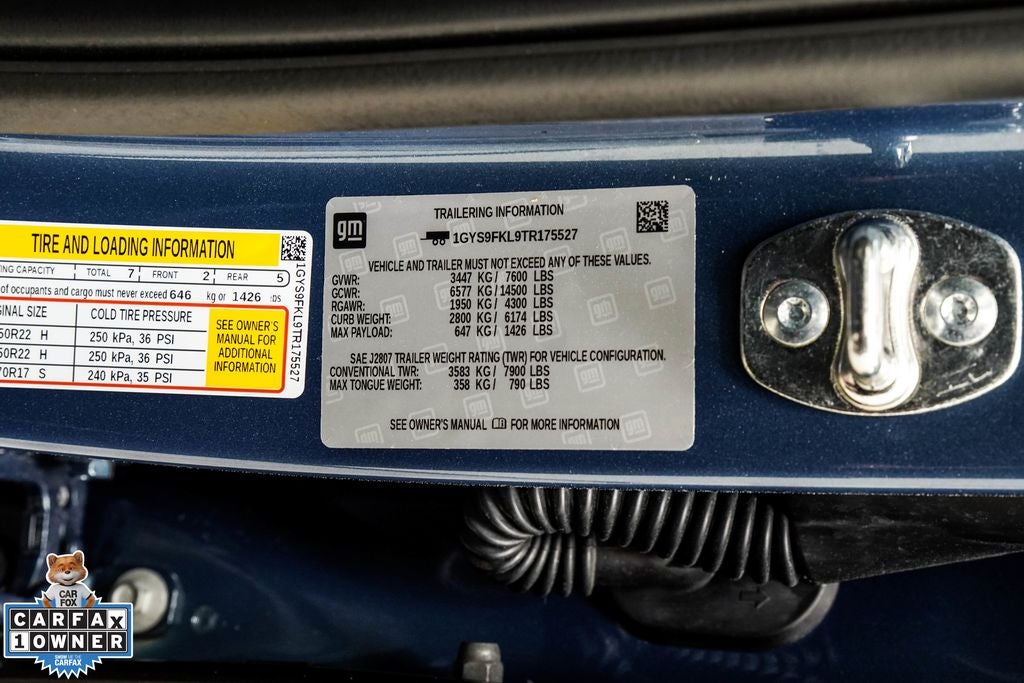 TIRE AND LOADING INFORMATION
CAPACITY TOTAL 7 FRONT 2 REAR 5
of occupants and cargo must never exceed 646 kg or 1426
SIZE COLD TIRE PRESSURE
50R22 H 250 kPa, 36 PSI
50R22 H 250 kPa, 36 PSI
70R17 S 240 kPa, 35 PSI
SEE OWNER'S
MANUAL FOR
ADDITIONAL
INFORMATION
1GYS9FKL9TR175527
gm
TRAILERING INFORMATION
1GYS9FKL9TR175527
VEHICLE AND TRAILER MUST NOT EXCEED ANY OF THESE VALUES.
GVWR: 3447 KG / 7600 LBS
GCWR: 6577 KG / 14500 LBS
RGAWR: 1950 KG / 4300 LBS
CURB WEIGHT: 2800 KG / 6174 LBS
MAX PAYLOAD: 647 KG / 1426 LBS
SAE J2807 TRAILER WEIGHT RATING (TWR) FOR VEHICLE CONFIGURATION.
CONVENTIONAL TWR: 3583 KG / 7900 LBS
MAX TONGUE WEIGHT: 358 KG / 790 LBS
SEE OWNER'S MANUAL FOR MORE INFORMATION
CAR
FOX
CARFAX
1 OWNER
SHOW ME THE
CARFAX